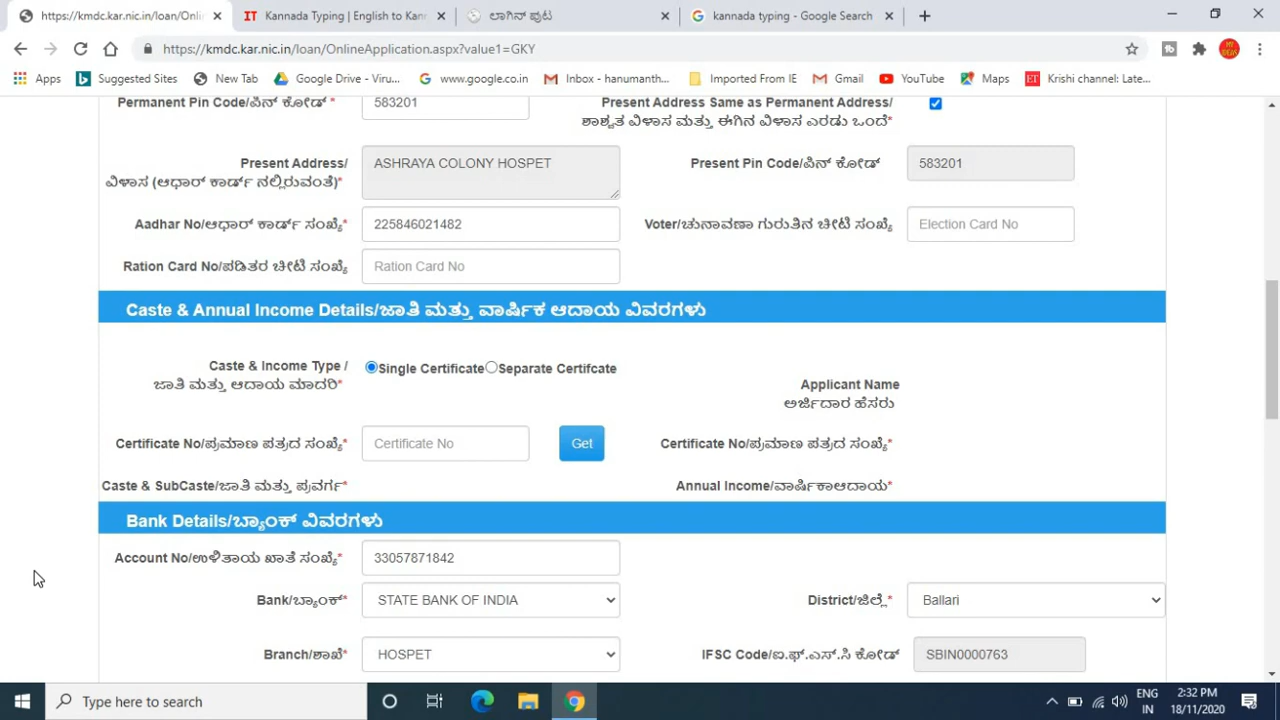 https://kmdc.kar.nic.in/loan/Onli
Kannada Typing | English to Kan
ಲಾಗಿನ್ ಪುಟ
kannada typing - Google Search
https://kmdc.kar.nic.in/loan/OnlineApplication.aspx?value1=GKY
Apps
Suggested Sites
New Tab
Google Drive - Viru...
www.google.co.in
Inbox - hanumanth...
Imported From IE
Gmail
YouTube
Maps
Krishi channel: Late...
Permanent Pin Code/ಪಿನ್ ಕೋಡ್ *
583201
Present Address Same as Permanent Address/
ಶಾಶ್ವತ ವಿಳಾಸ ಮತ್ತು ಈಗಿನ ವಿಳಾಸ ಎರಡು ಒಂದೆ*
Present Address/
ವಿಳಾಸ (ಆಧಾರ್ ಕಾರ್ಡ್ ನಲ್ಲಿರುವಂತೆ)*
ASHRAYA COLONY HOSPET
Present Pin Code/ಪಿನ್ ಕೋಡ್
583201
Aadhar No/ಆಧಾರ್ ಕಾರ್ಡ್ ಸಂಖ್ಯೆ*
225846021482
Voter/ಚುನಾವಣಾ ಗುರುತಿನ ಚೀಟಿ ಸಂಖ್ಯೆ
Election Card No
Ration Card No/ಪಡಿತರ ಚೀಟಿ ಸಂಖ್ಯೆ
Ration Card No
Caste & Annual Income Details/ಜಾತಿ ಮತ್ತು ವಾರ್ಷಿಕ ಆದಾಯ ವಿವರಗಳು
Caste & Income Type /
ಜಾತಿ ಮತ್ತು ಆದಾಯ ಮಾದರಿ*
Single Certificate
Separate Certifcate
Applicant Name
ಅರ್ಜಿದಾರ ಹೆಸರು
Certificate No/ಪ್ರಮಾಣ ಪತ್ರದ ಸಂಖ್ಯೆ*
Certificate No
Get
Certificate No/ಪ್ರಮಾಣ ಪತ್ರದ ಸಂಖ್ಯೆ*
Caste & SubCaste/ಜಾತಿ ಮತ್ತು ಪ್ರವರ್ಗ*
Annual Income/ವಾರ್ಷಿಕಾಆದಾಯ*
Bank Details/ಬ್ಯಾಂಕ್ ವಿವರಗಳು
Account No/ಉಳಿತಾಯ ಖಾತೆ ಸಂಖ್ಯೆ*
33057871842
Bank/ಬ್ಯಾಂಕ್*
STATE BANK OF INDIA
District/ಜಿಲ್ಲೆ*
Ballari
Branch/ಶಾಖೆ*
HOSPET
IFSC Code/ಐ.ಫ್.ಎಸ್.ಸಿ ಕೋಡ್
SBIN0000763
Type here to search
ENG
IN
2:32 PM
18/11/2020